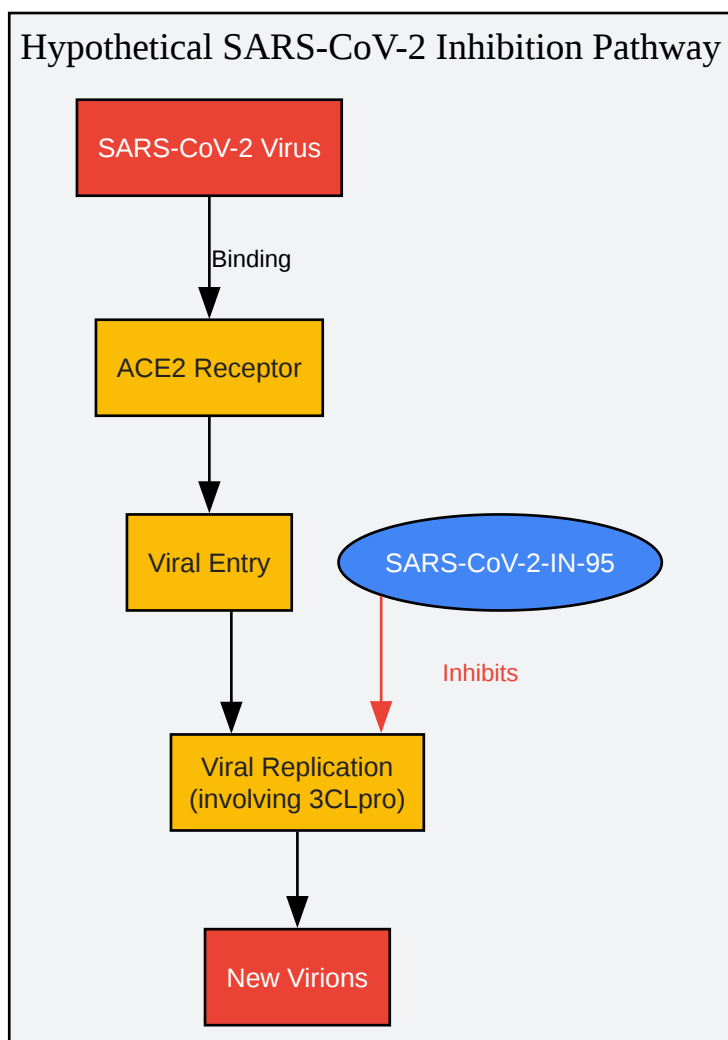 Hypothetical SARS-CoV-2 Inhibition Pathway
SARS-CoV-2 Virus
Binding
ACE2 Receptor
Viral Entry
SARS-CoV-2-IN-95
Inhibits
Viral Replication
(involving 3CLpro)
New Virions